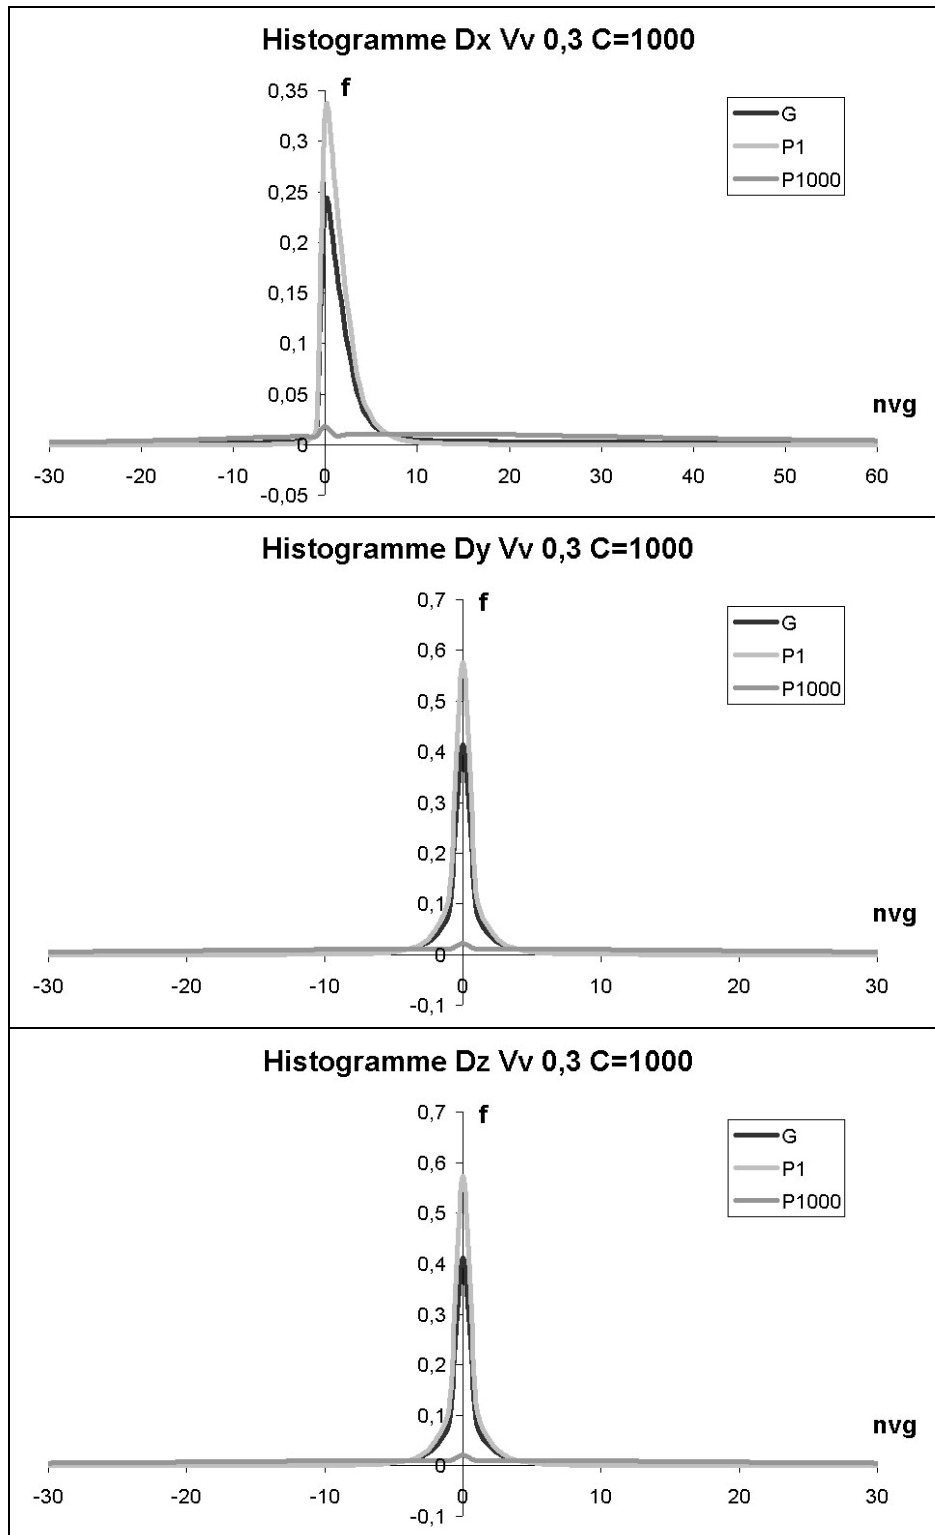 Histogramme Dx Vv 0,3 C=1000
f
0,35
0,3
0,25
0,2
0,15
0,1
0,05
0
-0,05
-30 -20 -10 0 10 20 30 40 50 60
nvg
G
P1
P1000
Histogramme Dy Vv 0,3 C=1000
f
0,7
0,6
0,5
0,4
0,3
0,2
0,1
0
-0,1
-30 -20 -10 0 10 20 30
nvg
G
P1
P1000
Histogramme Dz Vv 0,3 C=1000
f
0,7
0,6
0,5
0,4
0,3
0,2
0,1
0
-0,1
-30 -20 -10 0 10 20 30
nvg
G
P1
P1000